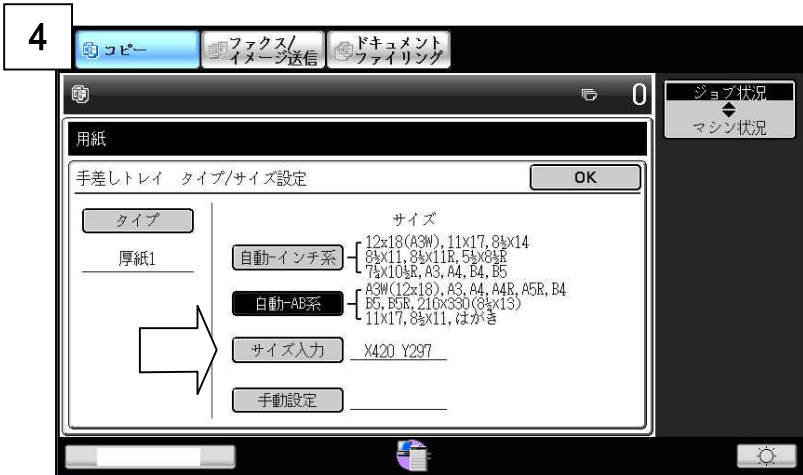 4
コピー
ファクス/
イメージ送信
ドキュメント
ファイリング
0
ジョブ状況
マシン状況
用紙
手差しトレイ タイプ/サイズ設定
OK
タイプ
厚紙1
サイズ
自動-インチ系
12x18(A3W), 11X17, 8½X14
8½X11, 8½X11R, 5½X8½R
7¼X10½R, A3, A4, B4, B5
自動-AB系
A3W(12x18), A3, A4, A4R, A5R, B4
B5, B5R, 216X330(8½X13)
11X17, 8½X11, はがき
サイズ入力
X420 Y297
手動設定